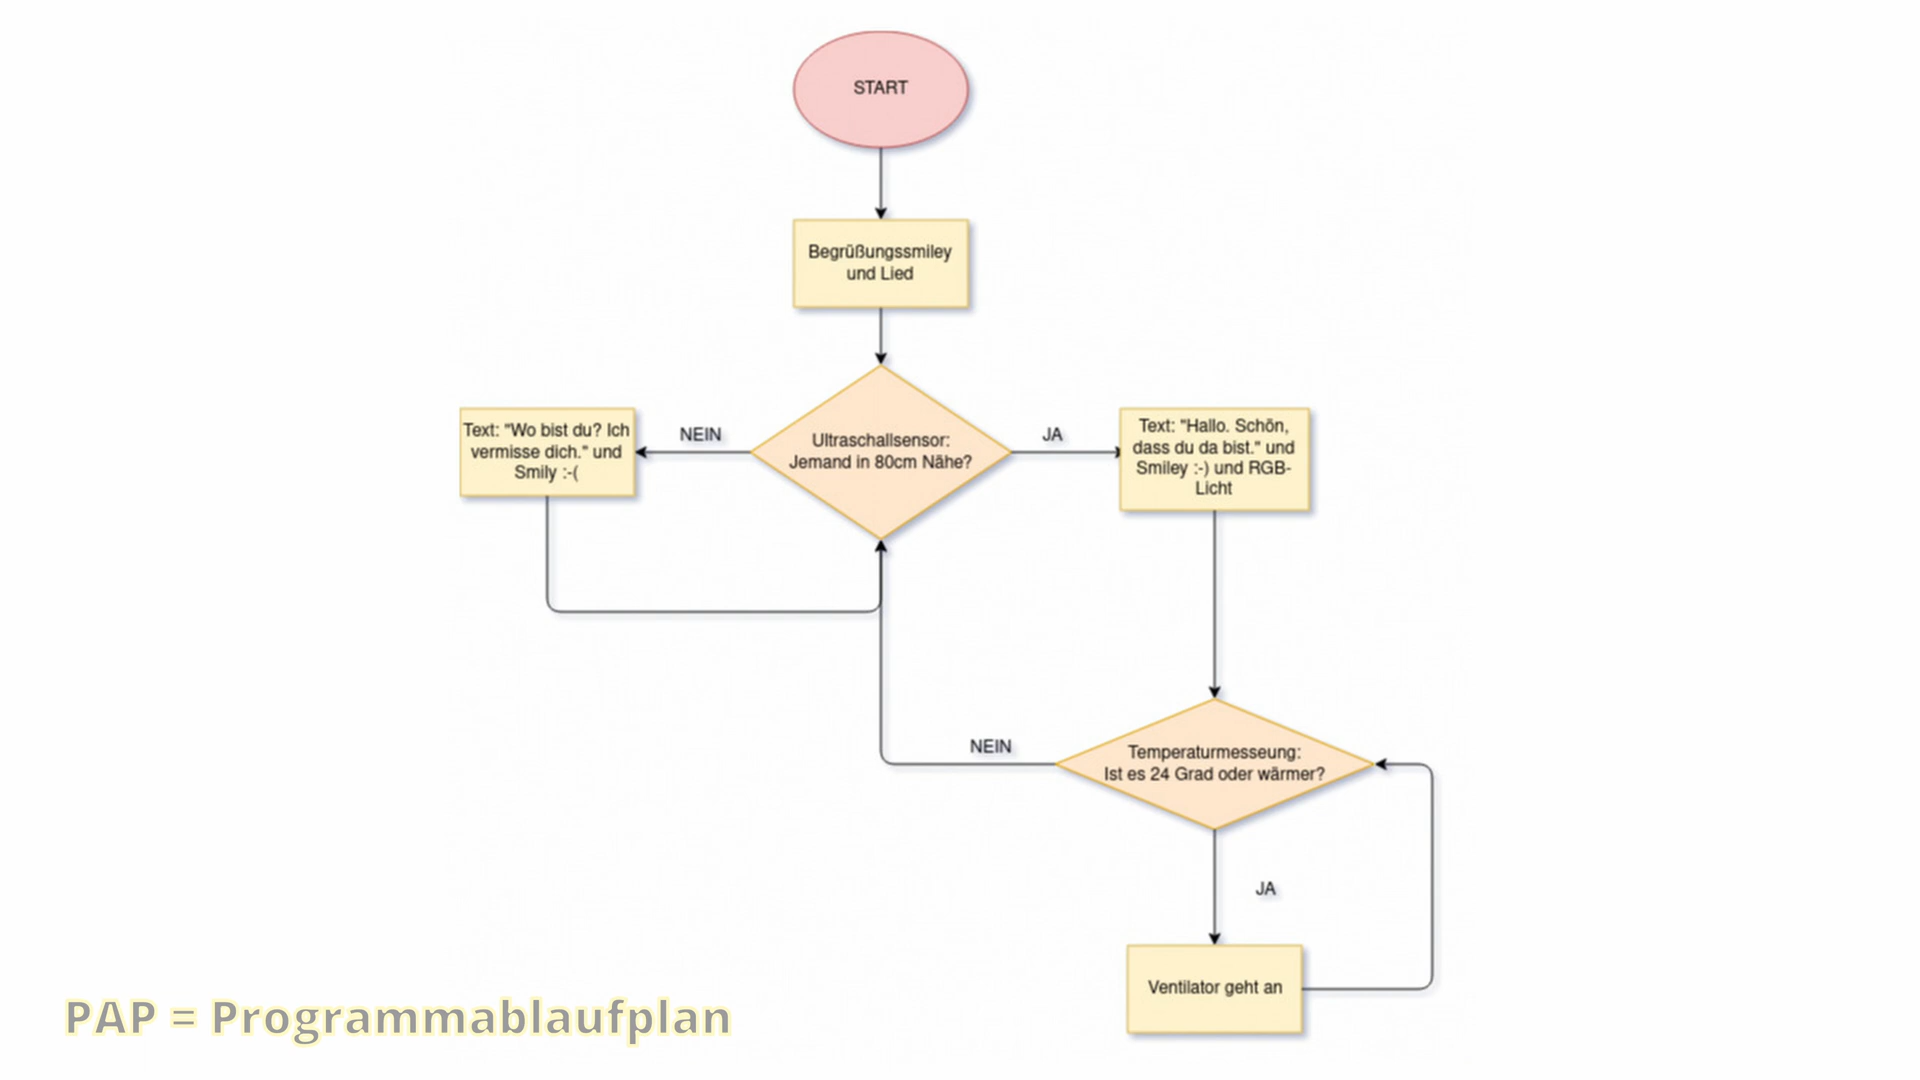 START
Begrüßungssmiley
und Lied
Text: "Wo bist du? Ich
vermisse dich." und
Smily :-(
NEIN
Ultraschallsensor:
Jemand in 80cm Nähe?
JA
Text: "Hallo. Schön,
dass du da bist." und
Smiley :-) und RGB-
Licht
NEIN
Temperaturmesseung:
Ist es 24 Grad oder wärmer?
JA
Ventilator geht an
PAP = Programmablaufplan